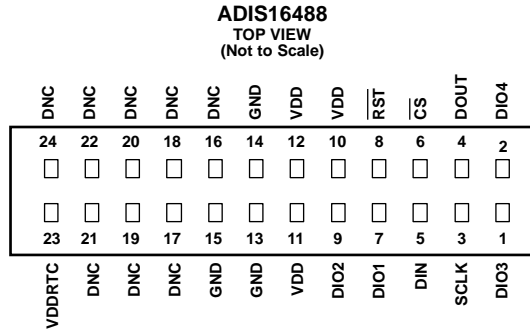 ADIS16488
TOP VIEW
(Not to Scale)
DNC DNC DNC DNC DNC GND VDD VDD RST CS DOUT DIO4
24 22 20 18 16 14 12 10 8 6 4 2
23 21 19 17 15 13 11 9 7 5 3 1
VDDRTC DNC DNC DNC GND GND VDD DIO2 DIO1 DIN SCLK DIO3